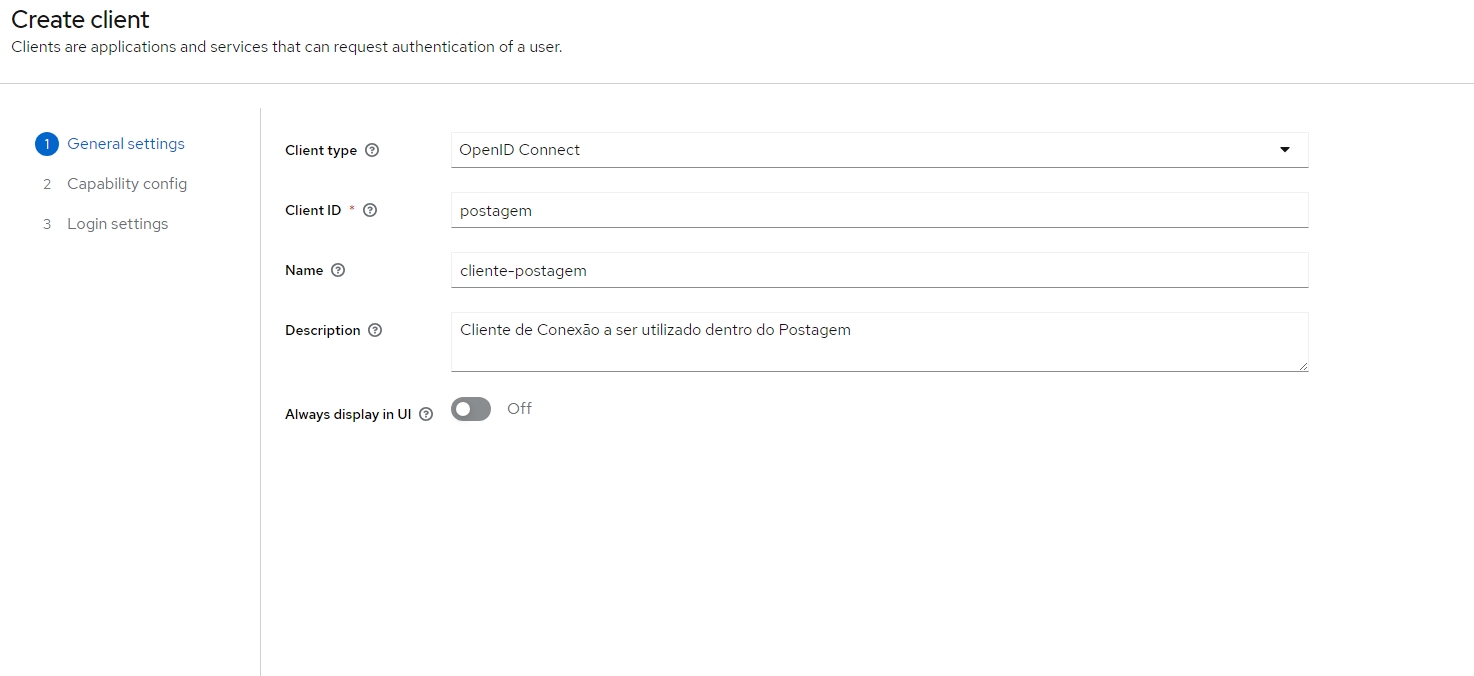 Create client
Clients are applications and services that can request authentication of a user.
1 General settings
2 Capability config
3 Login settings
Client type
OpenID Connect
Client ID *
postagem
Name
cliente-postagem
Description
Cliente de Conexão a ser utilizado dentro do Postagem
Always display in UI
Off